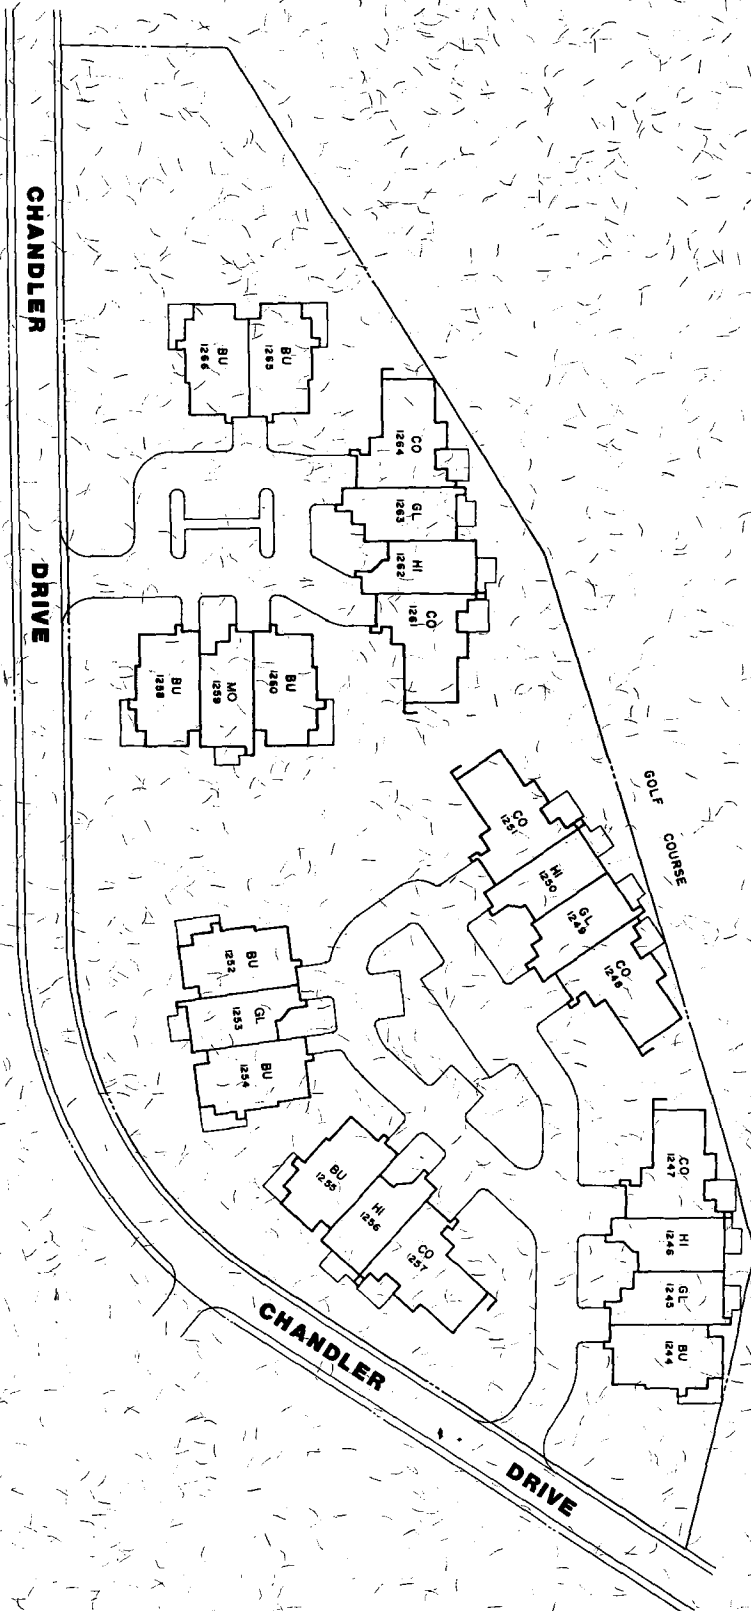 CHANDLER
DRIVE
BU
1265
BU
1266
CO
1264
GL
1263
HI
1262
CO
1261
BU
1260
MO
1259
BU
1258
GOLF
COURSE
CO
1251
HI
1250
GL
1249
CO
1248
BU
1252
GL
1253
BU
1254
CO
1247
HI
1246
GL
1245
BU
1244
BU
1255
HI
1256
CO
1257
CHANDLER
DRIVE